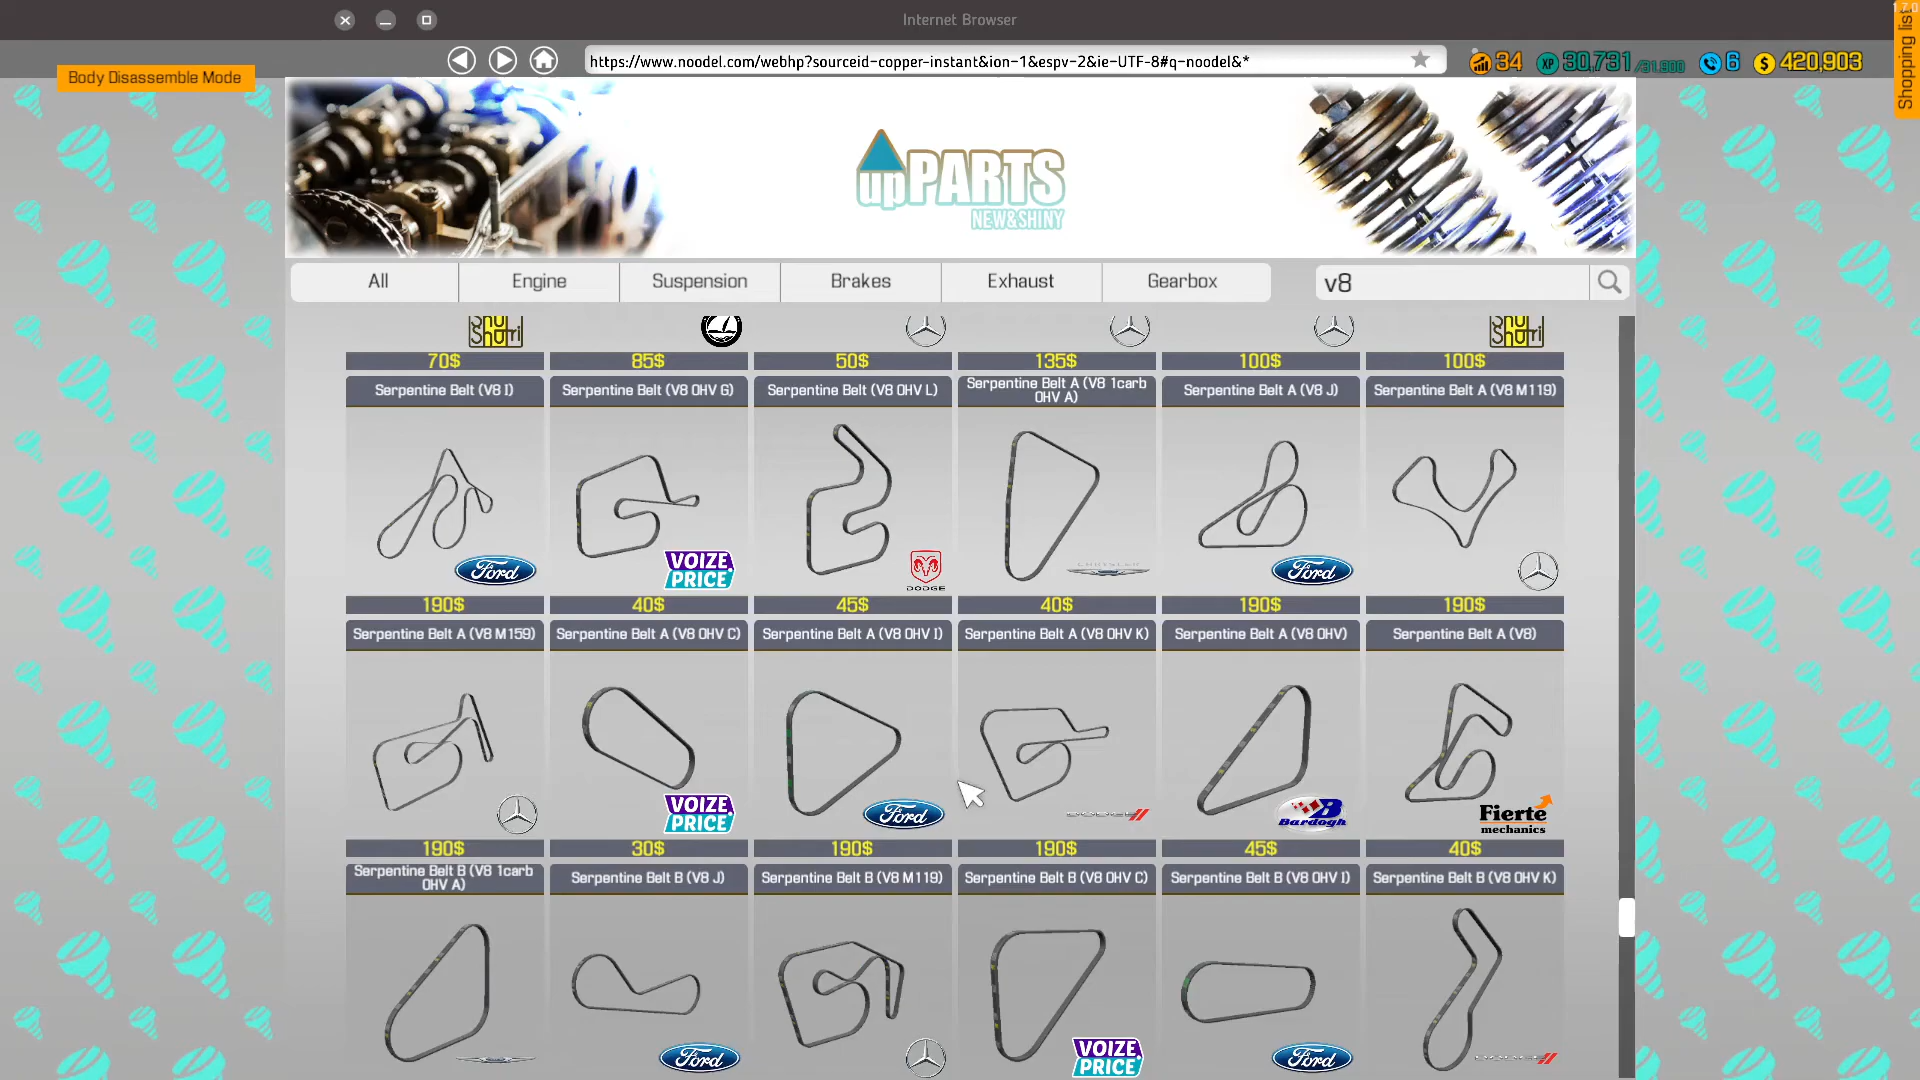 Internet Browser
1.7.0
Shopping list
https://www.noodel.com/webhp?sourceid-copper-instant&ion-1&espv-2&ie-UTF-8#q-noodel&*
34
XP 30,731
6
$ 420,903
Body Disassemble Mode
upPARTS
NEW&SHINY
All
Engine
Suspension
Brakes
Exhaust
Gearbox
v8
70$
85$
50$
135$
100$
100$
Serpentine Belt (V8 I)
Serpentine Belt (V8 OHV G)
Serpentine Belt (V8 OHV L)
Serpentine Belt A (V8 1carb
OHV A)
Serpentine Belt A (V8 J)
Serpentine Belt A (V8 M119)
Ford
VOIZE
PRICE
DODGE
CHRYSLER
Ford
190$
40$
45$
40$
190$
190$
Serpentine Belt A (V8 M159)
Serpentine Belt A (V8 OHV C)
Serpentine Belt A (V8 OHV I)
Serpentine Belt A (V8 OHV K)
Serpentine Belt A (V8 OHV)
Serpentine Belt A (V8)
VOIZE
PRICE
Ford
DODGE
Bardogh
Fierte
mechanics
190$
30$
190$
190$
45$
40$
Serpentine Belt B (V8 1carb
OHV A)
Serpentine Belt B (V8 J)
Serpentine Belt B (V8 M119)
Serpentine Belt B (V8 OHV C)
Serpentine Belt B (V8 OHV I)
Serpentine Belt B (V8 OHV K)
Ford
VOIZE
PRICE
Ford
DODGE